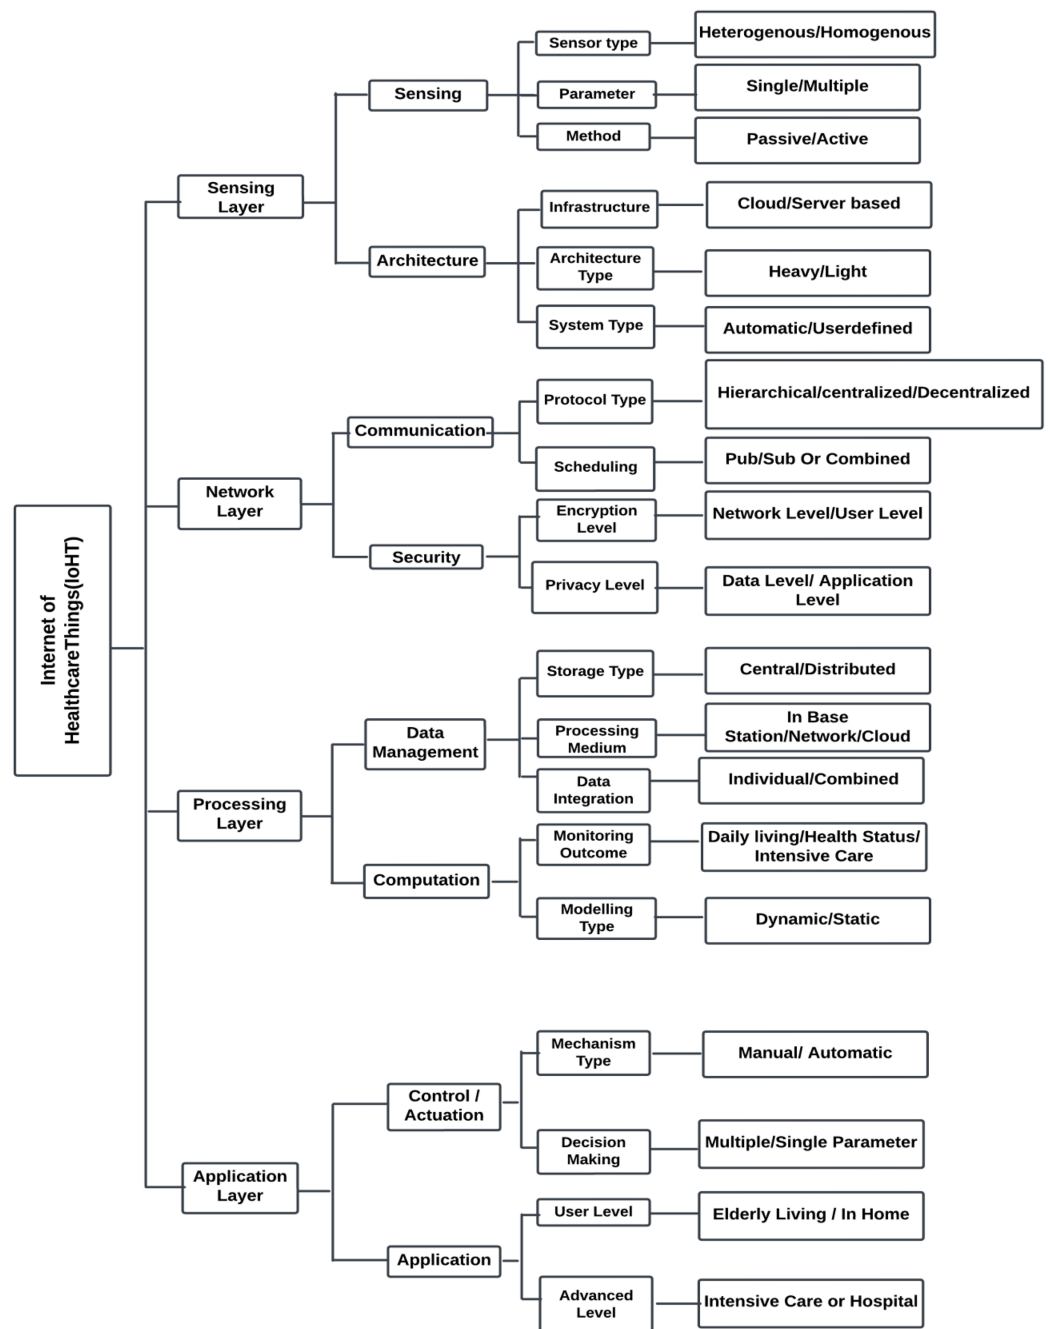 Internet of
HealthcareThings(IoHT)
Sensing
Layer
Sensing
Sensor type
Heterogenous/Homogenous
Parameter
Single/Multiple
Method
Passive/Active
Architecture
Infrastructure
Cloud/Server based
Architecture
Type
Heavy/Light
System Type
Automatic/Userdefined
Network
Layer
Communication
Protocol Type
Hierarchical/centralized/Decentralized
Scheduling
Pub/Sub Or Combined
Security
Encryption
Level
Network Level/User Level
Privacy Level
Data Level/ Application
Level
Processing
Layer
Data
Management
Storage Type
Central/Distributed
Processing
Medium
In Base
Station/Network/Cloud
Data
Integration
Individual/Combined
Computation
Monitoring
Outcome
Daily living/Health Status/
Intensive Care
Modelling
Type
Dynamic/Static
Application
Layer
Control /
Actuation
Mechanism
Type
Manual/ Automatic
Decision
Making
Multiple/Single Parameter
Application
User Level
Elderly Living / In Home
Advanced
Level
Intensive Care or Hospital